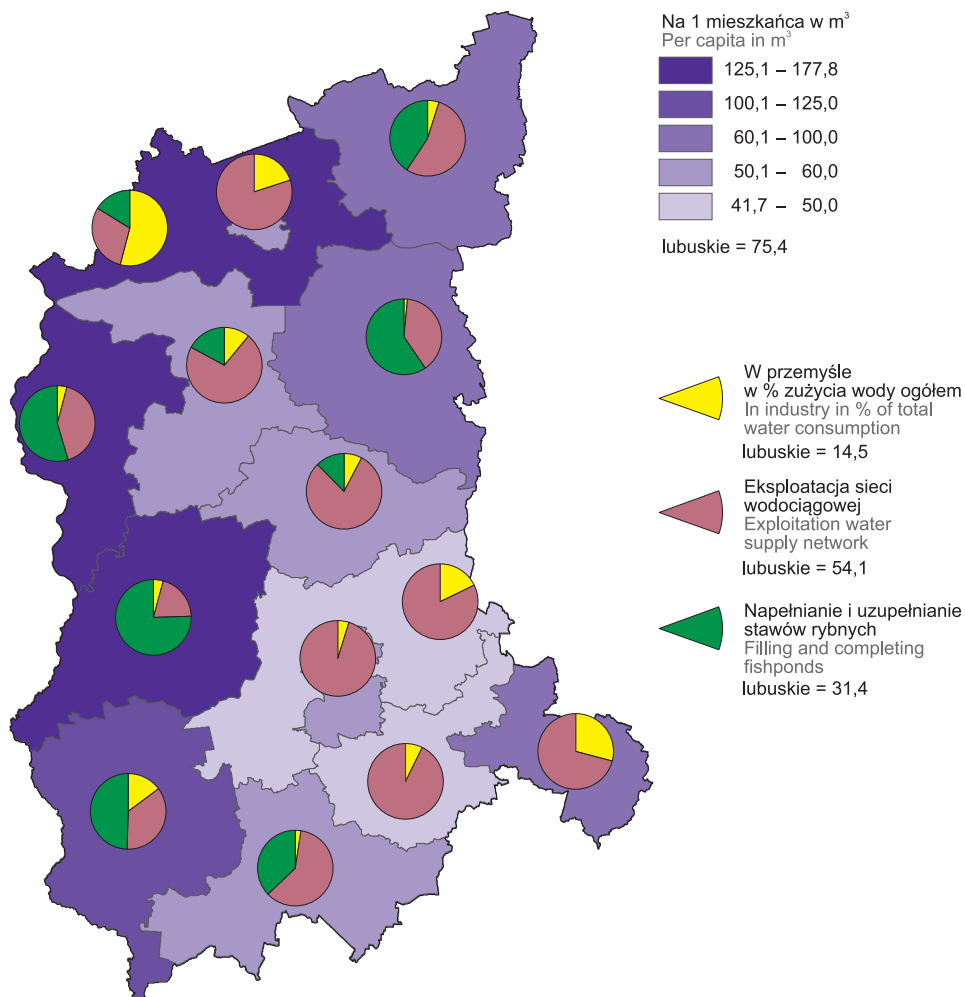 Na 1 mieszkańca w m³
Per capita in m³
125,1 – 177,8
100,1 – 125,0
60,1 – 100,0
50,1 – 60,0
41,7 – 50,0
lubuskie = 75,4
W przemyśle
w % zużycia wody ogółem
In industry in % of total
water consumption
lubuskie = 14,5
Eksploatacja sieci
wodociągowej
Exploitation water
supply network
lubuskie = 54,1
Napełnianie i uzupełnianie
stawów rybnych
Filling and completing
fishponds
lubuskie = 31,4